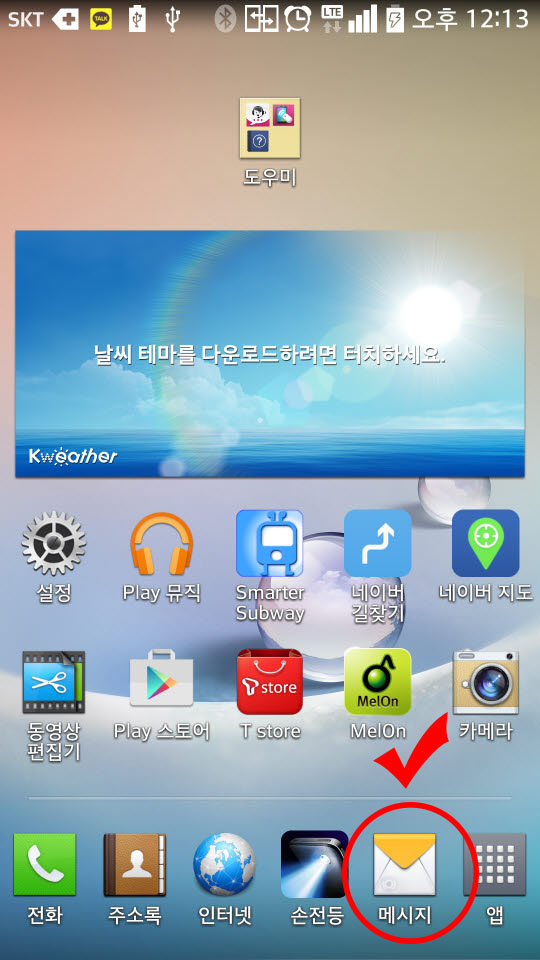 SKT TALK LTE 오후 12:13
도우미
날씨 테마를 다운로드하려면 터치하세요.
Kweather
설정 Play 뮤직 Smarter Subway 네이버 길찾기 네이버 지도
T store MelOn
동영상 편집기 Play 스토어 T store MelOn 카메라
전화 주소록 인터넷 손전등 메시지 앱